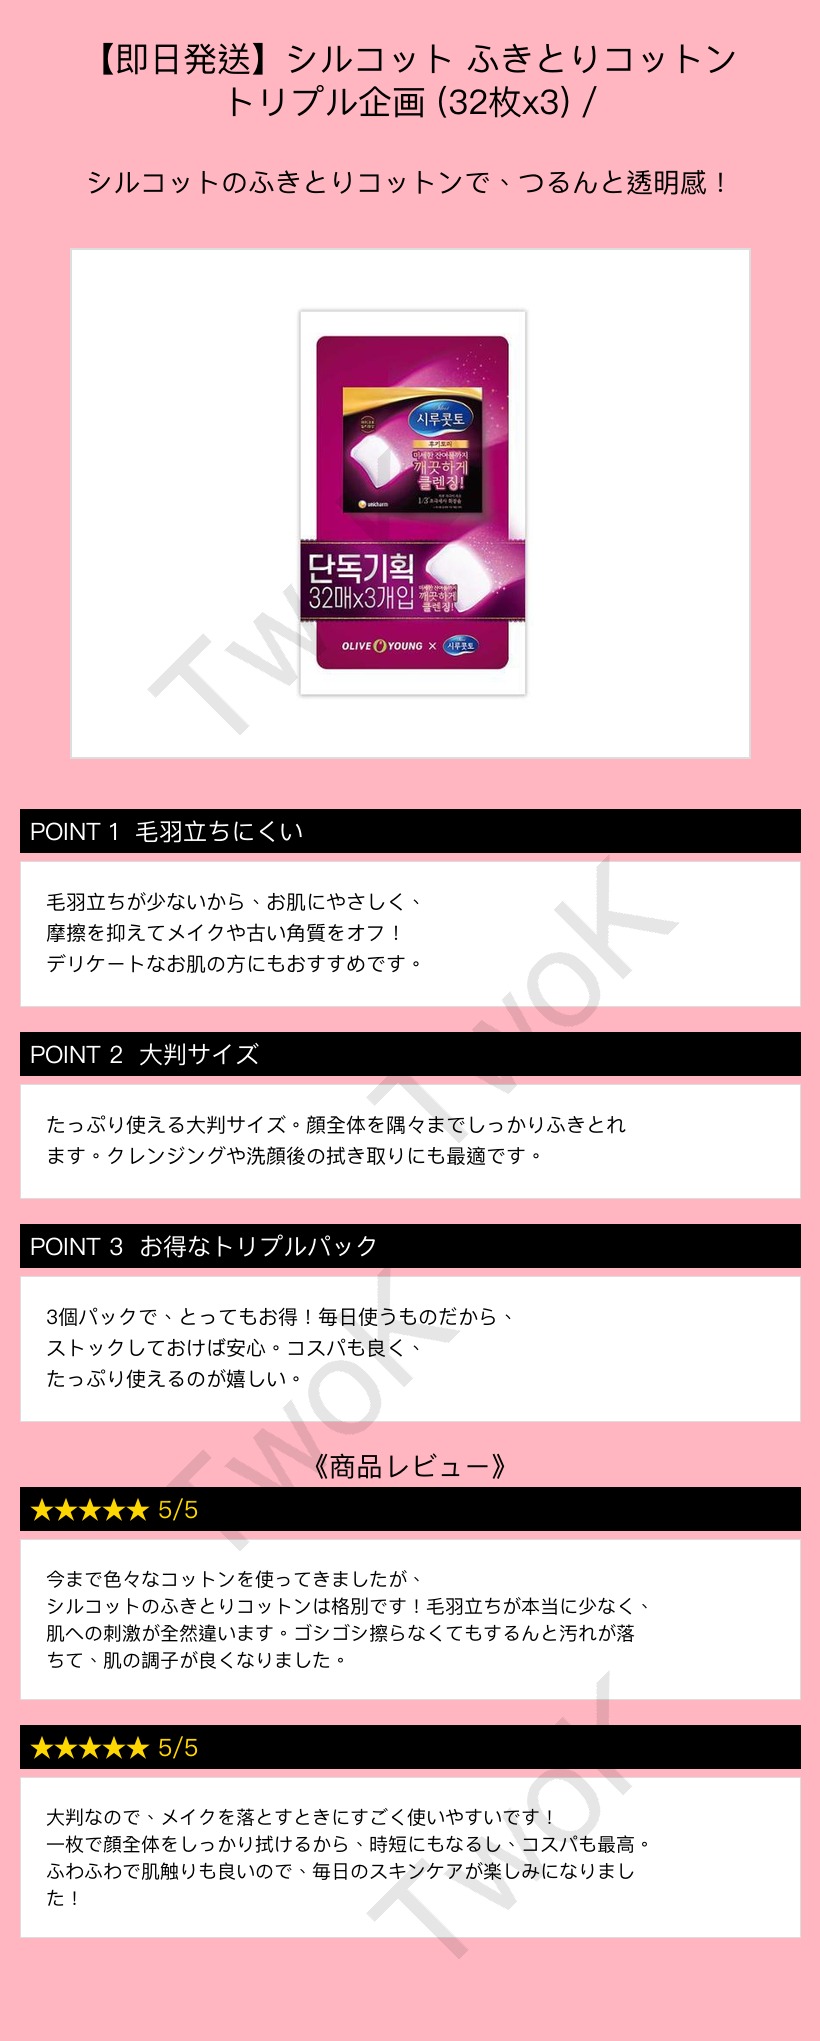 【即日発送】シルコット ふきとりコットン
トリプル企画 (32枚x3) /
シルコットのふきとりコットンで、つるんと透明感！
시루콧토
후키토리
미세한 잔여물까지
깨끗하게
클렌징!
unicharm
단독기획
32매x3개입
미세한 잔여물까지
깨끗하게
클렌징!
OLIVE YOUNG × 시루콧토
TwoK
POINT 1 毛羽立ちにくい
毛羽立ちが少ないから、お肌にやさしく、
摩擦を抑えてメイクや古い角質をオフ！
デリケートなお肌の方にもおすすめです。
TwoK
POINT 2 大判サイズ
たっぷり使える大判サイズ。顔全体を隅々までしっかりふきとれ
ます。クレンジングや洗顔後の拭き取りにも最適です。
POINT 3 お得なトリプルパック
3個パックで、とってもお得！毎日使うものだから、
ストックしておけば安心。コスパも良く、
たっぷり使えるのが嬉しい。
TwoK
《商品レビュー》
★★★★★ 5/5
今まで色々なコットンを使ってきましたが、
シルコットのふきとりコットンは格別です！毛羽立ちが本当に少なく、
肌への刺激が全然違います。ゴシゴシ擦らなくてもするんと汚れが落
ちて、肌の調子が良くなりました。
★★★★★ 5/5
大判なので、メイクを落とすときにすごく使いやすいです！
一枚で顔全体をしっかり拭けるから、時短にもなるし、コスパも最高。
ふわふわで肌触りも良いので、毎日のスキンケアが楽しみになりまし
た！
TwoK